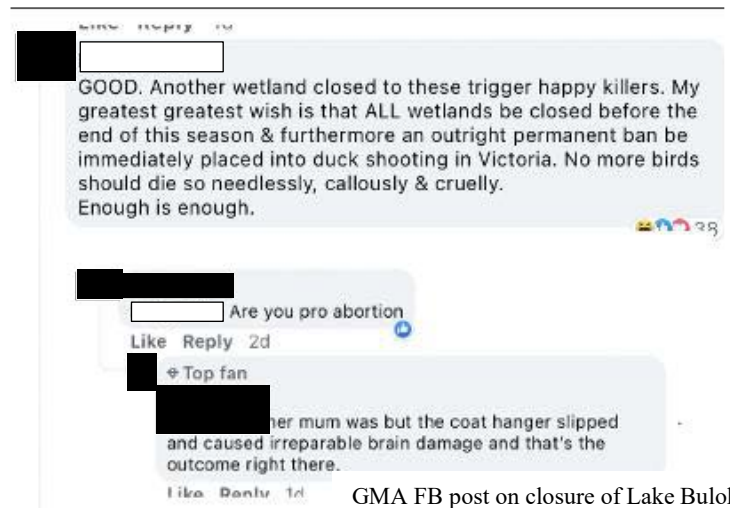 Like Reply
GOOD. Another wetland closed to these trigger happy killers. My
greatest greatest wish is that ALL wetlands be closed before the
end of this season & furthermore an outright permanent ban be
immediately placed into duck shooting in Victoria. No more birds
should die so needlessly, callously & cruelly.
Enough is enough.
38
Are you pro abortion
Like Reply 2d
Top fan
her mum was but the coat hanger slipped
and caused irreparable brain damage and that's the
outcome right there.
Like Reply 1d
GMA FB post on closure of Lake Bulok